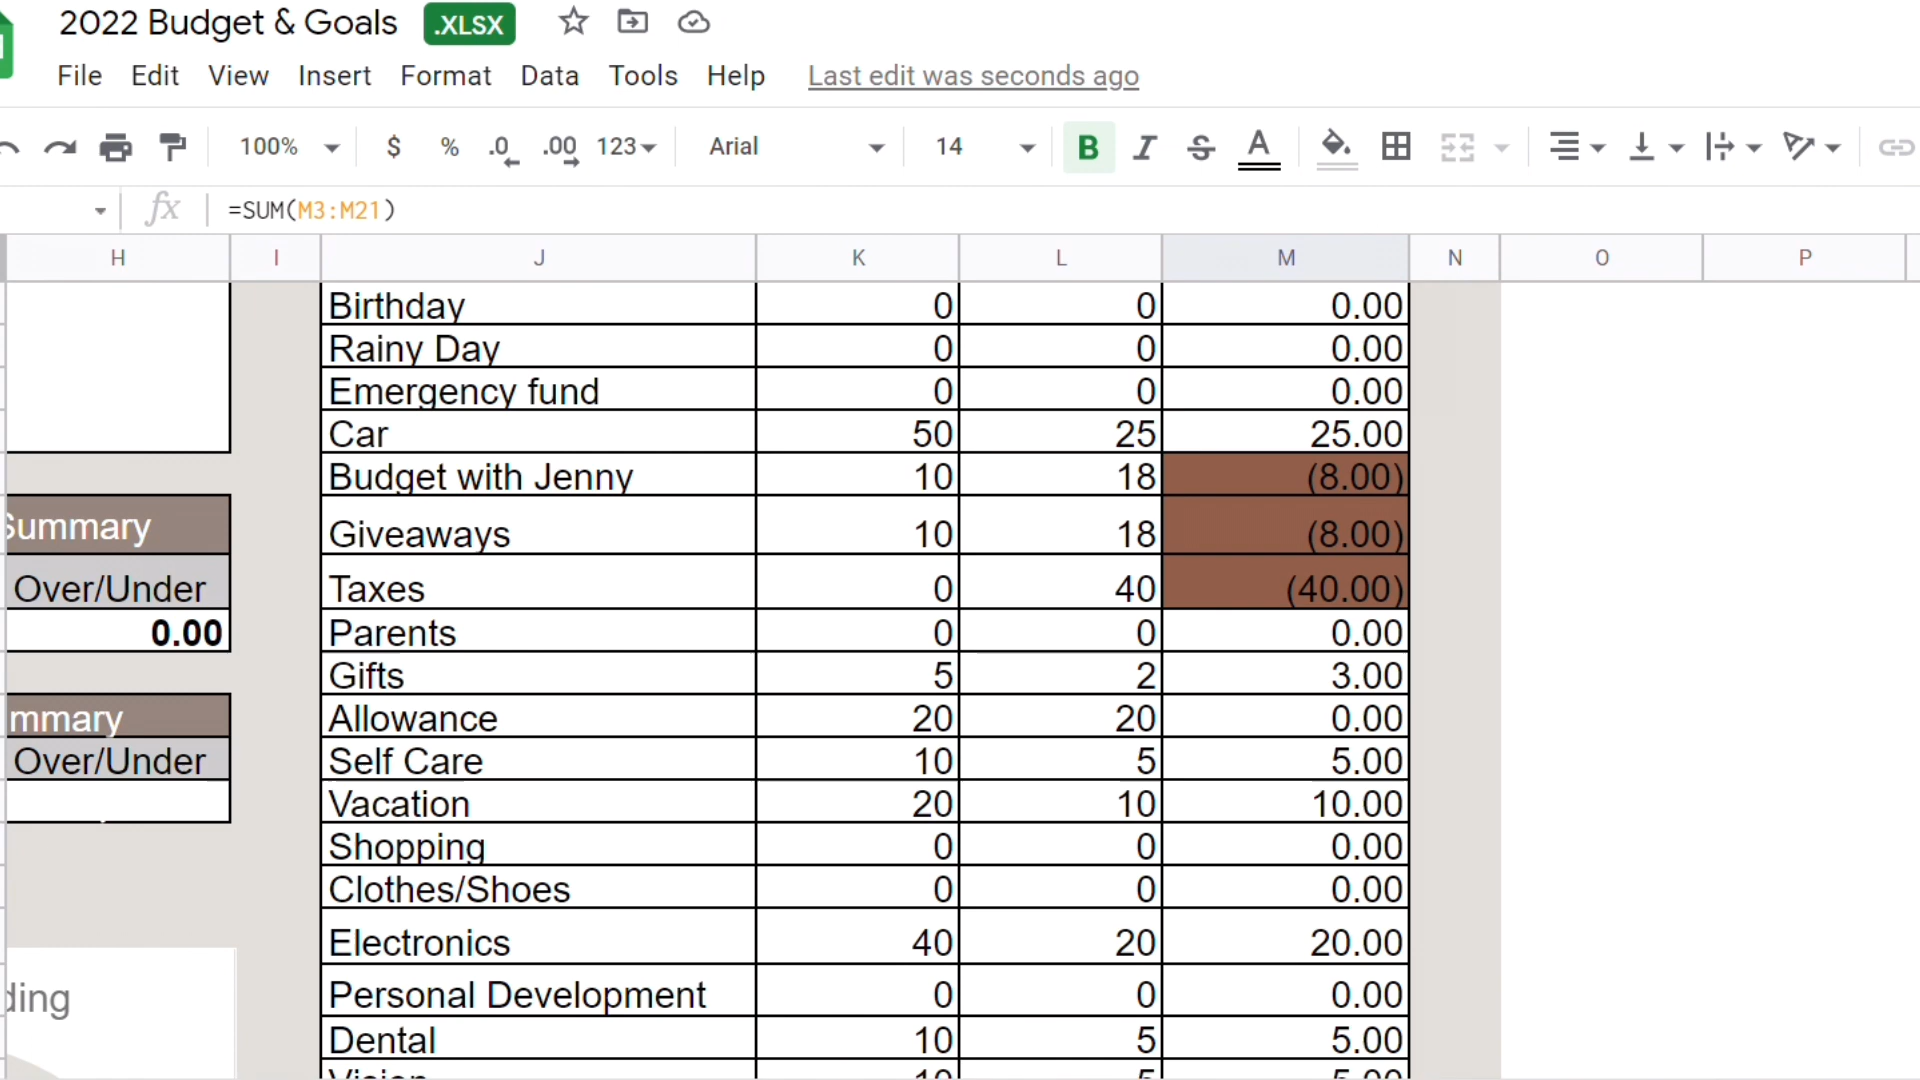 2022 Budget & Goals .XLSX
File Edit View Insert Format Data Tools Help Last edit was seconds ago
100% $ % .0 .00 123 Arial 14 B I S A
fx =SUM(M3:M21)
H I J K L M N O P
Birthday 0 0 0.00
Rainy Day 0 0 0.00
Emergency fund 0 0 0.00
Car 50 25 25.00
Budget with Jenny 10 18 (8.00)
Summary Giveaways 10 18 (8.00)
Over/Under Taxes 0 40 (40.00)
0.00 Parents 0 0 0.00
Gifts 5 2 3.00
mmary Allowance 20 20 0.00
Over/Under Self Care 10 5 5.00
Vacation 20 10 10.00
Shopping 0 0 0.00
Clothes/Shoes 0 0 0.00
Electronics 40 20 20.00
ding Personal Development 0 0 0.00
Dental 10 5 5.00
Vision 10 5 5.00